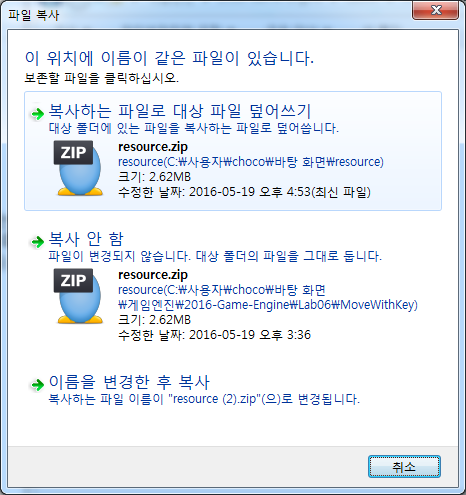 파일 복사
이 위치에 이름이 같은 파일이 있습니다.
보존할 파일을 클릭하십시오.
복사하는 파일로 대상 파일 덮어쓰기
대상 폴더에 있는 파일을 복사하는 파일로 덮어씁니다.
ZIP
resource.zip
resource(C:₩사용자₩choco₩바탕 화면₩resource)
크기: 2.62MB
수정한 날짜: 2016-05-19 오후 4:53(최신 파일)
복사 안 함
파일이 변경되지 않습니다. 대상 폴더의 파일을 그대로 둡니다.
ZIP
resource.zip
resource(C:₩사용자₩choco₩바탕 화면
₩게임엔진₩2016-Game-Engine₩Lab06₩MoveWithKey)
크기: 2.62MB
수정한 날짜: 2016-05-19 오후 3:36
이름을 변경한 후 복사
복사하는 파일 이름이 "resource (2).zip"(으)로 변경됩니다.
취소